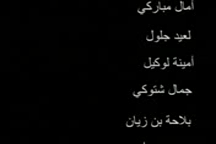 أمال مباركي
لعيد جلول
أمينة لوكيل
جمال شتوكي
بلاحة بن زيان